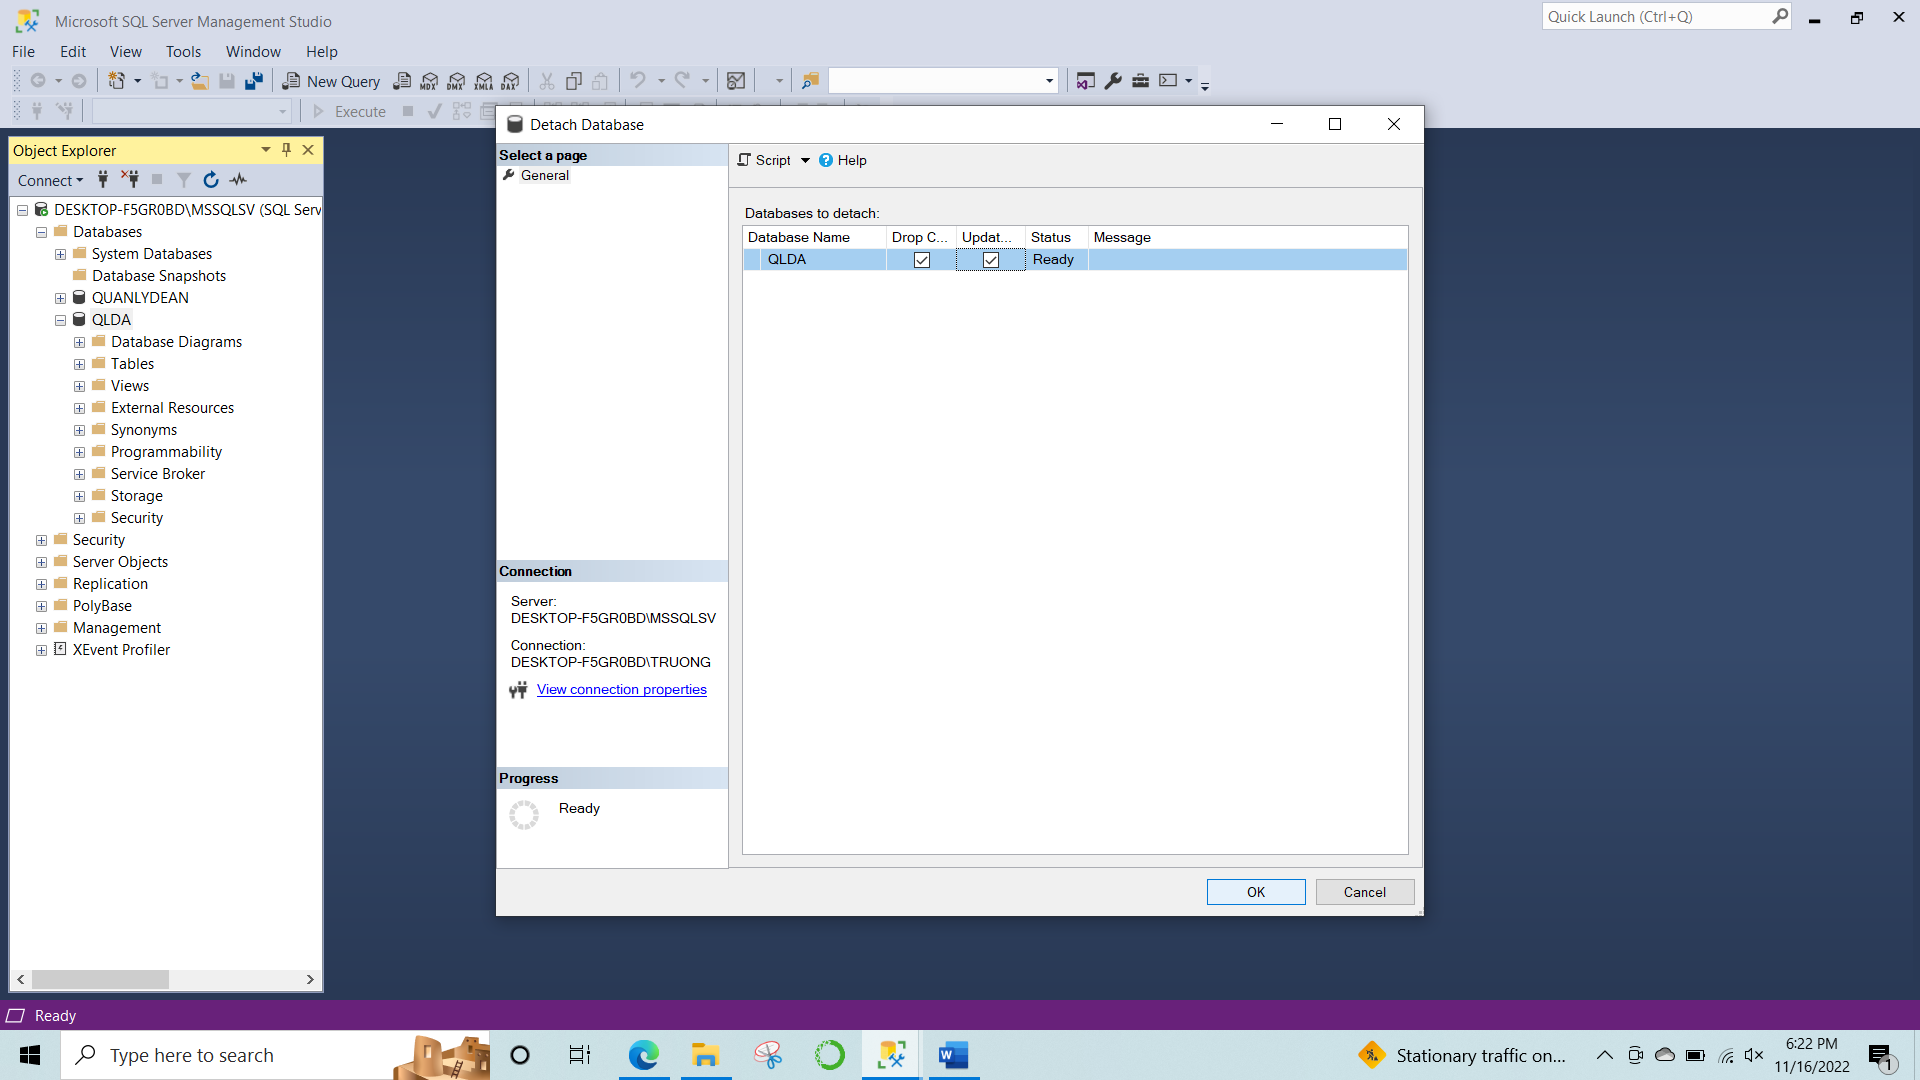 Microsoft SQL Server Management Studio
Quick Launch (Ctrl+Q)
File Edit View Tools Window Help
New Query MDX DMX XMLA DAX
Execute
Object Explorer
Connect
DESKTOP-F5GR0BD\MSSQLSV (SQL Serv
Databases
System Databases
Database Snapshots
QUANLYDEAN
QLDA
Database Diagrams
Tables
Views
External Resources
Synonyms
Programmability
Service Broker
Storage
Security
Security
Server Objects
Replication
PolyBase
Management
XEvent Profiler
Detach Database
Select a page
General
Script Help
Databases to detach:
Database Name Drop C... Updat... Status Message
QLDA Ready
Connection
Server:
DESKTOP-F5GR0BD\MSSQLSV
Connection:
DESKTOP-F5GR0BD\TRUONG
View connection properties
Progress
Ready
OK Cancel
Ready
Type here to search
W
Stationary traffic on...
6:22 PM
11/16/2022
1